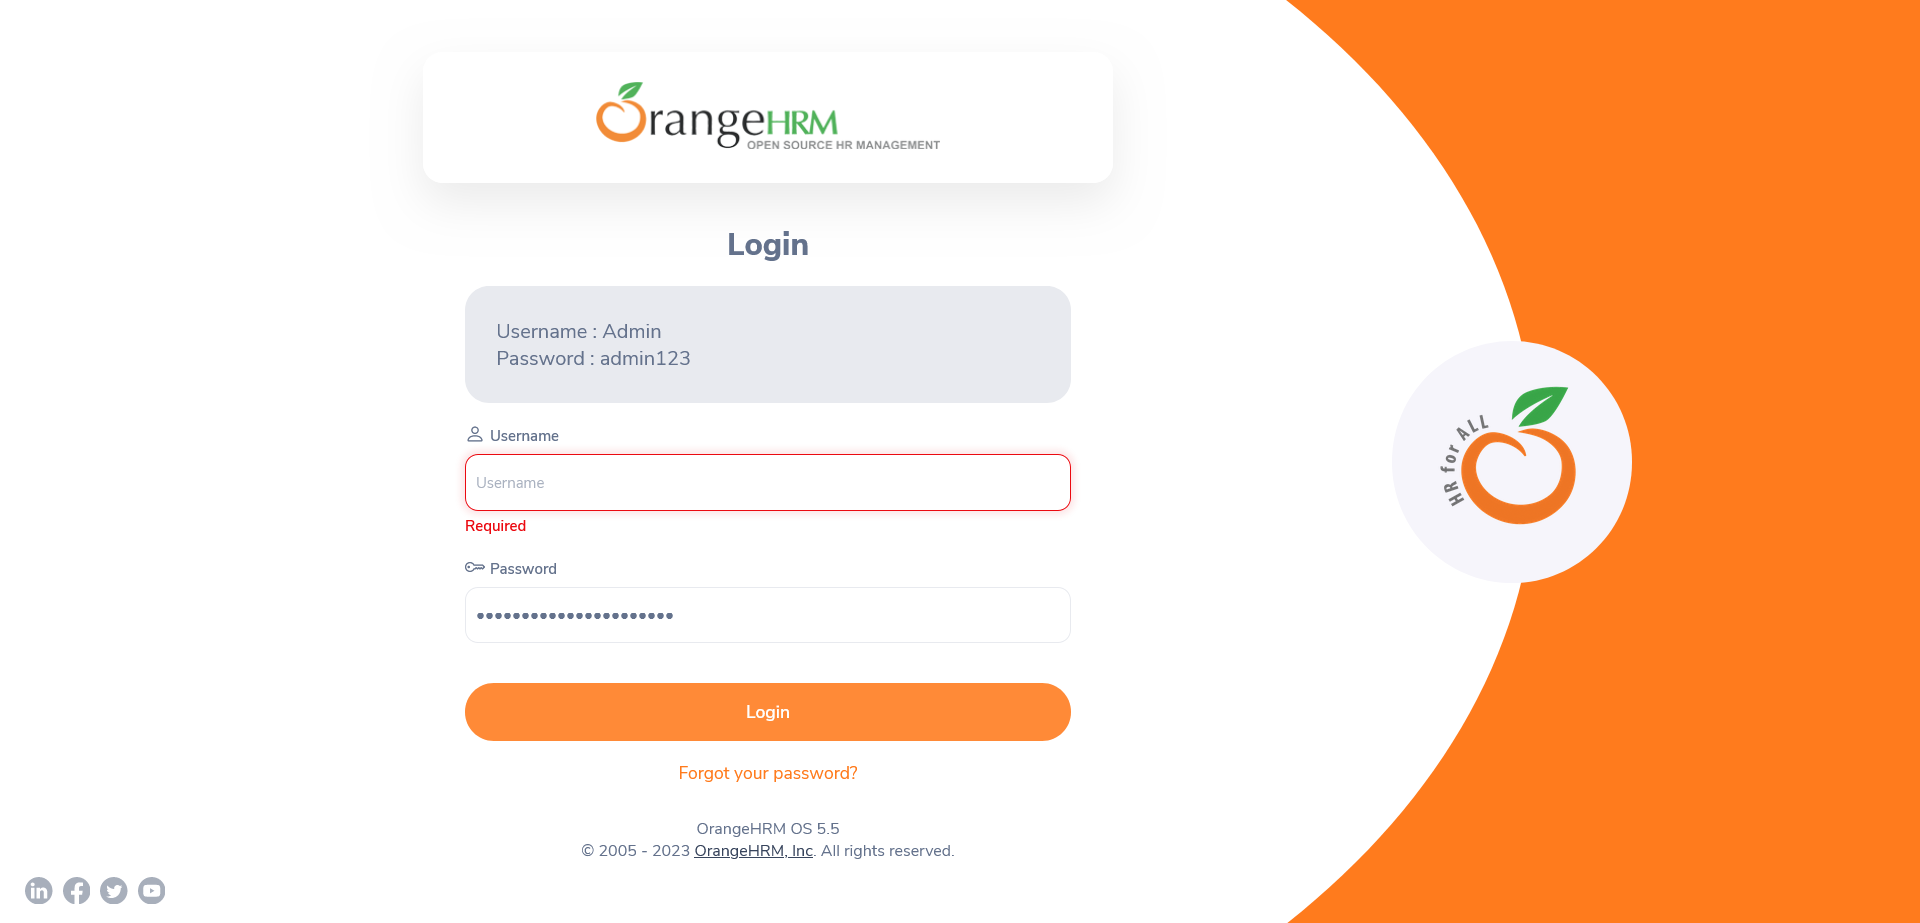 OrangeHRM
OPEN SOURCE HR MANAGEMENT
Login
Username : Admin
Password : admin123
Username
Username
Required
Password
••••••••••••••••••••••
Login
Forgot your password?
OrangeHRM OS 5.5
© 2005 - 2023 OrangeHRM, Inc. All rights reserved.
HR for ALL